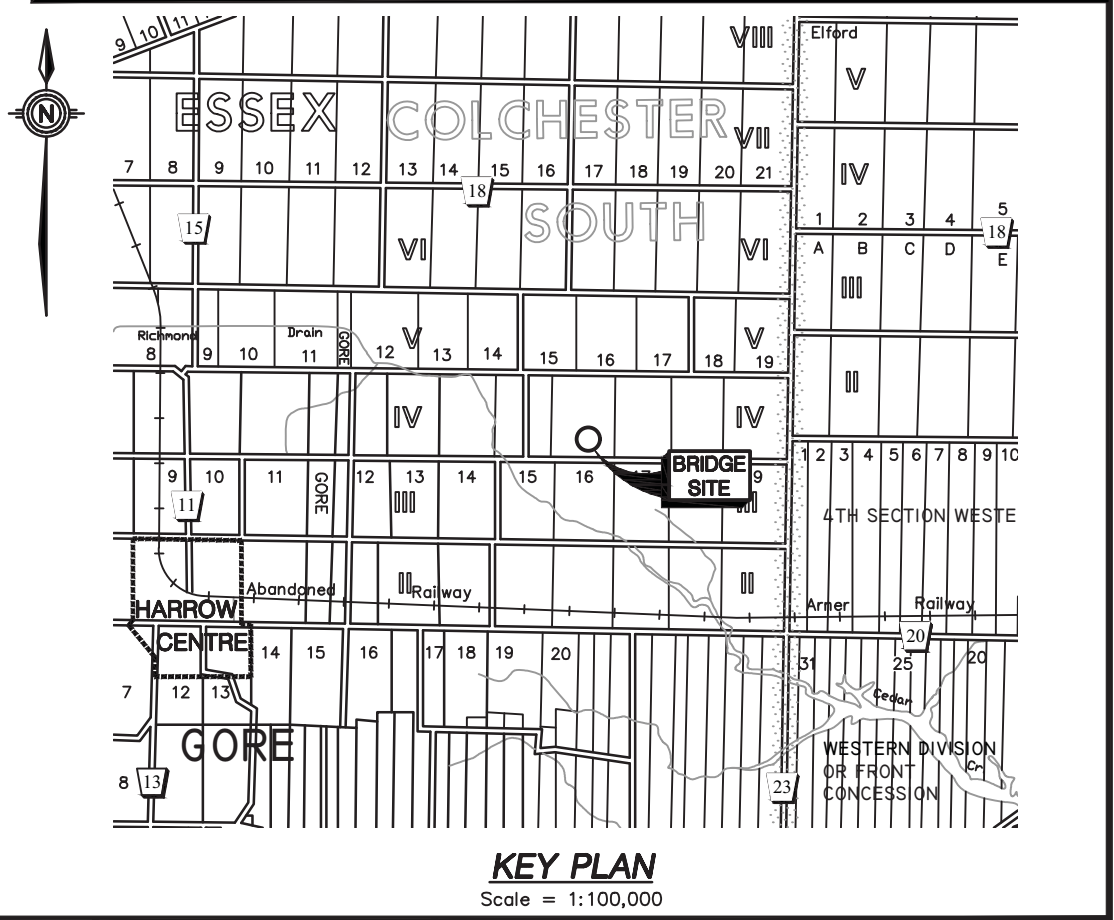 9 10 11
VIII
Elford
V
N
ESSEX
COLCHESTER
VII
7 8 9 10 11 12 13 14 15 16 17 18 19 20 21
IV
18
15
SOUTH
1 2 3 4 5
18
VI
VI
A B C D E
III
Richmond
Drain
GORE
V
V
8 9 10 11 12 13 14 15 16 17 18 19
II
IV
IV
1 2 3 4 5 6 7 8 9 10
BRIDGE
SITE
9 10 11 GORE 12 13 14 15 16 17 9
11
III
III
4TH SECTION WESTE
II
II
Abandoned
Railway
Arner
Railway
HARROW
CENTRE
20
14 15 16 17 18 19 20
31 25 20
7 12 13
Cedar
GORE
WESTERN DIVISION
Cr
OR FRONT
CONCESSION
8
13
23
KEY PLAN
Scale = 1:100,000